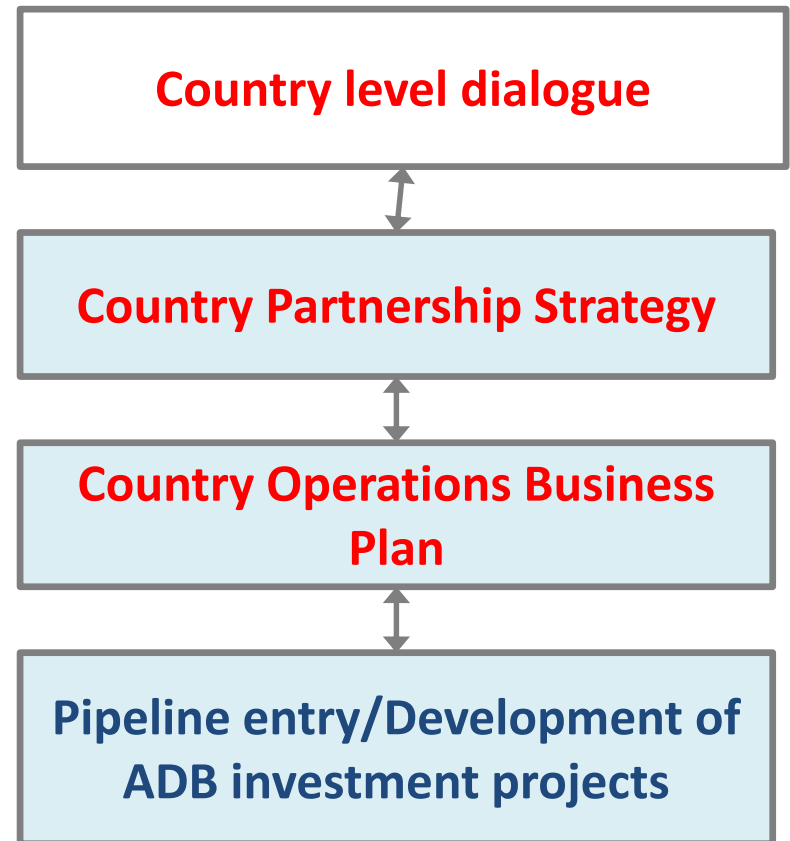 Country level dialogue
Country Partnership Strategy
Country Operations Business
Plan
Pipeline entry/Development of
ADB investment projects